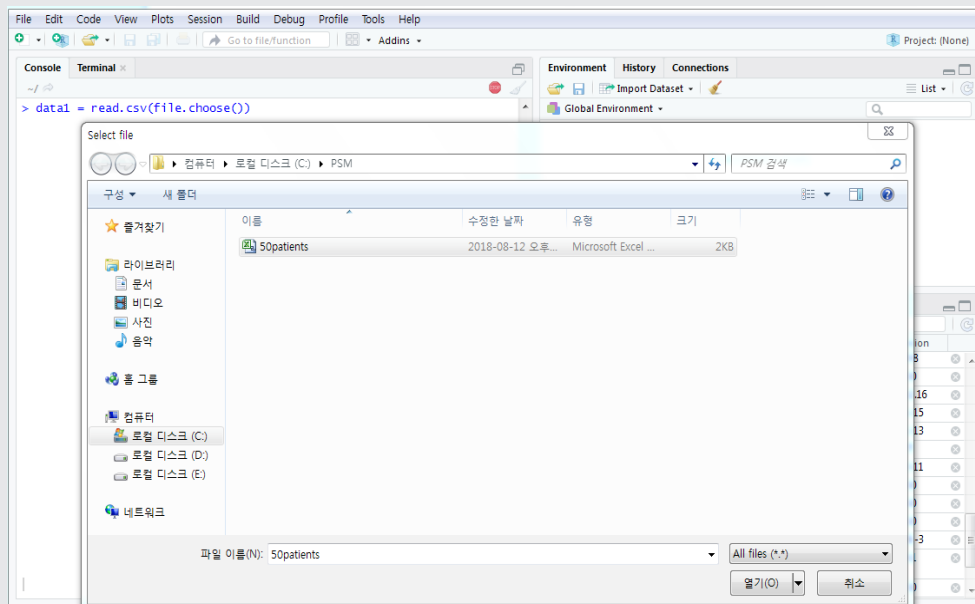 File Edit Code View Plots Session Build Debug Profile Tools Help
Go to file/function Addins Project: (None)
Console Terminal
~/
> data1 = read.csv(file.choose())
Environment History Connections
Import Dataset List
Global Environment
Select file
컴퓨터 로컬 디스크 (C:) PSM
PSM 검색
구성 새 폴더
이름 수정한 날짜 유형 크기
50patients 2018-08-12 오후... Microsoft Excel ... 2KB
즐겨찾기
라이브러리
문서
비디오
사진
음악
홈 그룹
컴퓨터
로컬 디스크 (C:)
로컬 디스크 (D:)
로컬 디스크 (E:)
네트워크
파일 이름(N): 50patients All files (*.*)
열기(O) 취소
ion
.16
15
13
11
-3